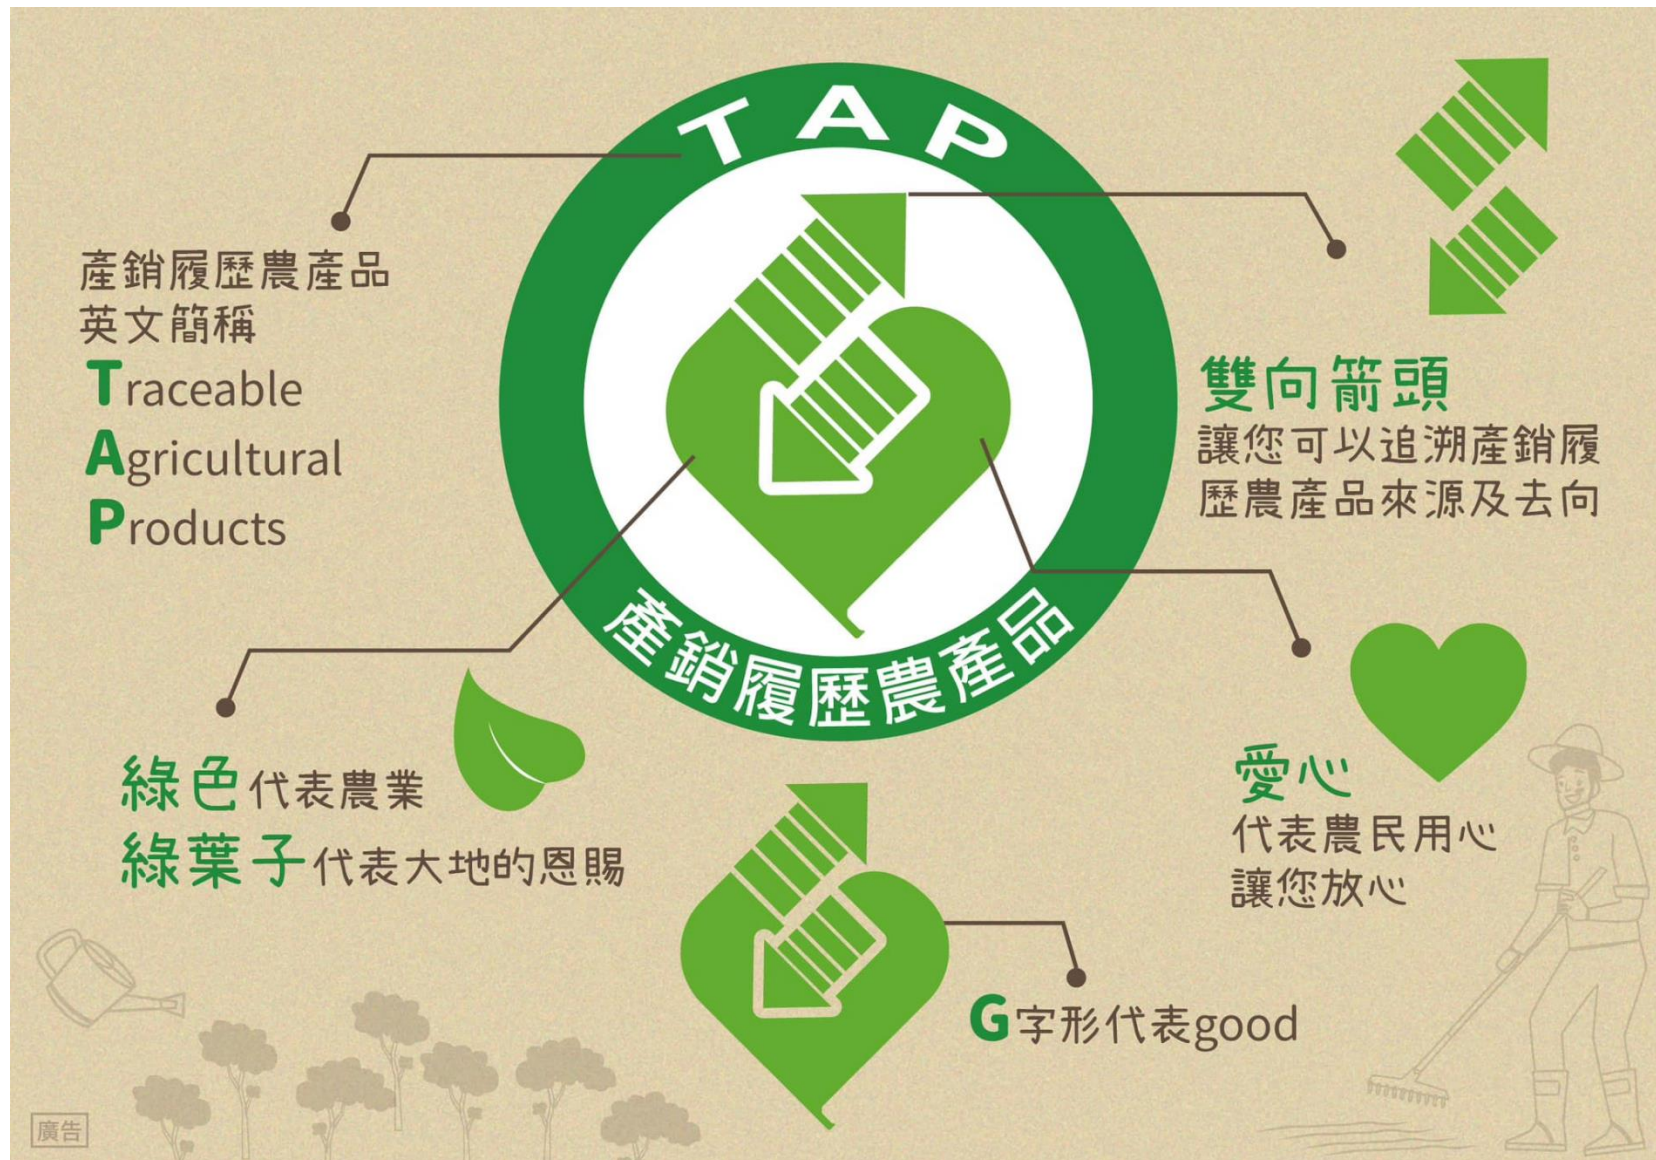 TAP
產銷履歷農產品
產銷履歷農產品
英文簡稱
Traceable
Agricultural
Products
雙向箭頭
讓您可以追溯產銷履
歷農產品來源及去向
綠色代表農業
綠葉子代表大地的恩賜
愛心
代表農民用心
讓您放心
G字形代表good
廣告